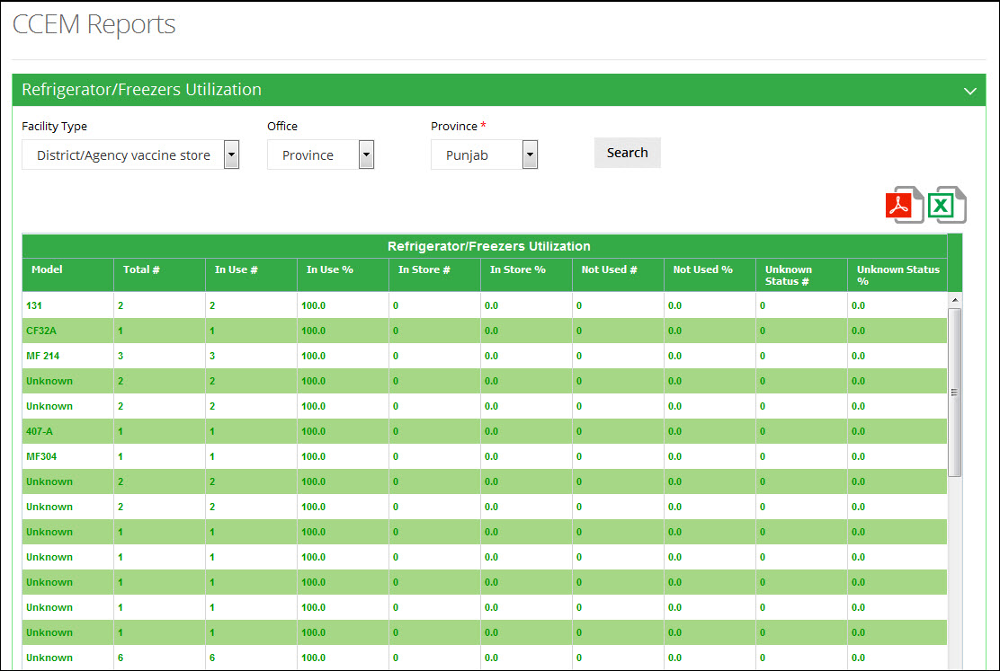 CCEM Reports
Refrigerator/Freezers Utilization
Facility Type Office Province *
District/Agency vaccine store Province Punjab Search
Refrigerator/Freezers Utilization
Model Total # In Use # In Use % In Store # In Store % Not Used # Not Used % Unknown Status # Unknown Status %
131 2 2 100.0 0 0.0 0 0.0 0 0.0
CF32A 1 1 100.0 0 0.0 0 0.0 0 0.0
MF 214 3 3 100.0 0 0.0 0 0.0 0 0.0
Unknown 2 2 100.0 0 0.0 0 0.0 0 0.0
Unknown 2 2 100.0 0 0.0 0 0.0 0 0.0
407-A 1 1 100.0 0 0.0 0 0.0 0 0.0
MF304 1 1 100.0 0 0.0 0 0.0 0 0.0
Unknown 2 2 100.0 0 0.0 0 0.0 0 0.0
Unknown 2 2 100.0 0 0.0 0 0.0 0 0.0
Unknown 1 1 100.0 0 0.0 0 0.0 0 0.0
Unknown 1 1 100.0 0 0.0 0 0.0 0 0.0
Unknown 1 1 100.0 0 0.0 0 0.0 0 0.0
Unknown 1 1 100.0 0 0.0 0 0.0 0 0.0
Unknown 1 1 100.0 0 0.0 0 0.0 0 0.0
Unknown 6 6 100.0 0 0.0 0 0.0 0 0.0